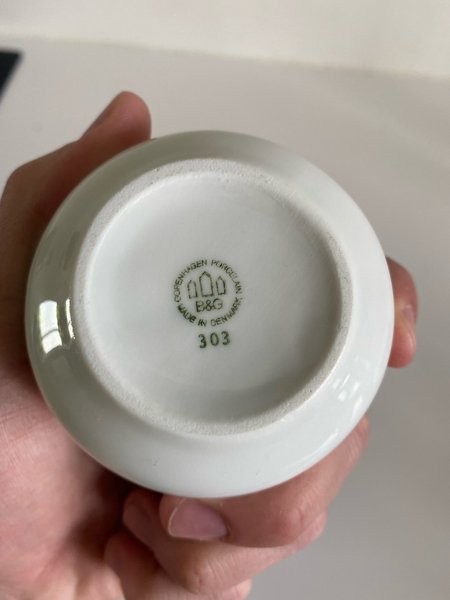 COPENHAGEN PORCELAIN
B&G
MADE IN DENMARK
303